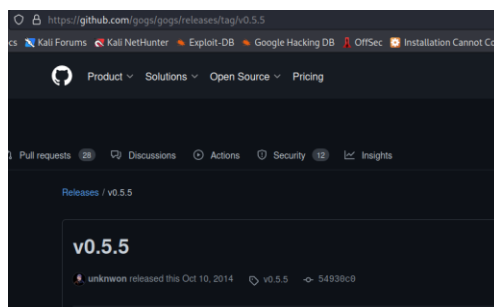 https://github.com/gogs/gogs/releases/tag/v0.5.5
cs Kali Forums Kali NetHunter Exploit-DB Google Hacking DB OffSec Installation Cannot Co
Product Solutions Open Source Pricing
Pull requests 28 Discussions Actions Security 12 Insights
Releases / v0.5.5
v0.5.5
unknwon released this Oct 10, 2014 v0.5.5 54930c0